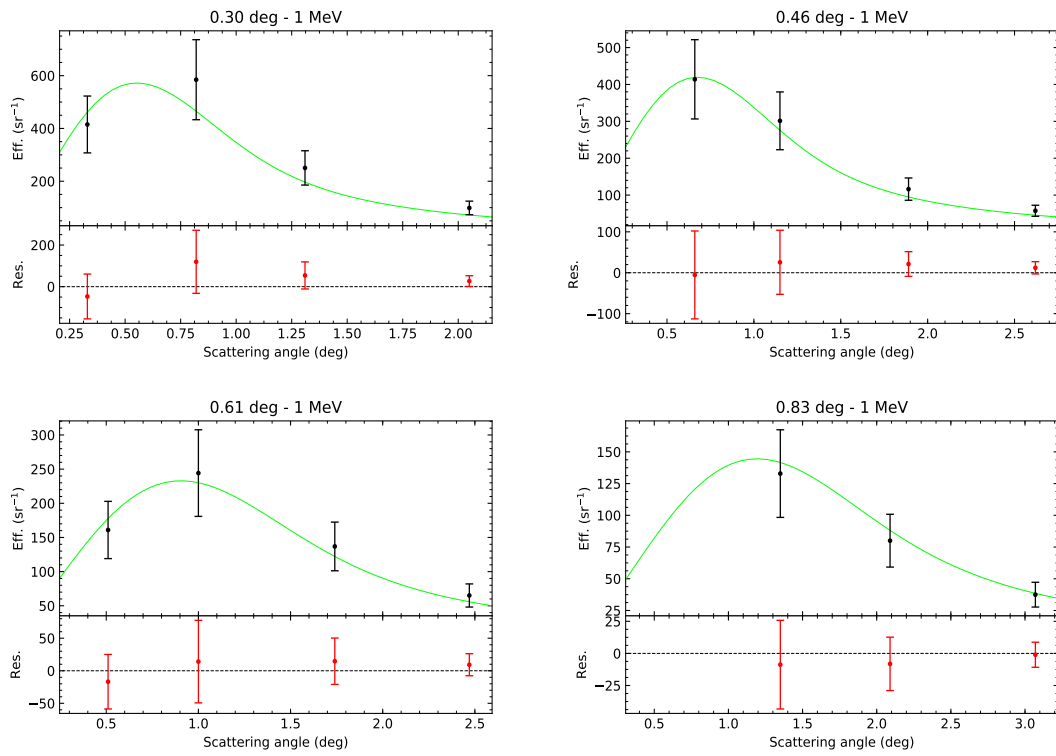 0.30 deg - 1 MeV
600
400
200
Eff. (sr⁻¹)
200
0
Res.
0.25 0.50 0.75 1.00 1.25 1.50 1.75 2.00
Scattering angle (deg)
0.46 deg - 1 MeV
500
400
300
200
100
Eff. (sr⁻¹)
100
0
−100
Res.
0.5 1.0 1.5 2.0 2.5
Scattering angle (deg)
0.61 deg - 1 MeV
300
250
200
150
100
50
Eff. (sr⁻¹)
50
0
−50
Res.
0.5 1.0 1.5 2.0 2.5
Scattering angle (deg)
0.83 deg - 1 MeV
150
125
100
75
50
25
Eff. (sr⁻¹)
25
0
−25
Res.
0.5 1.0 1.5 2.0 2.5 3.0
Scattering angle (deg)